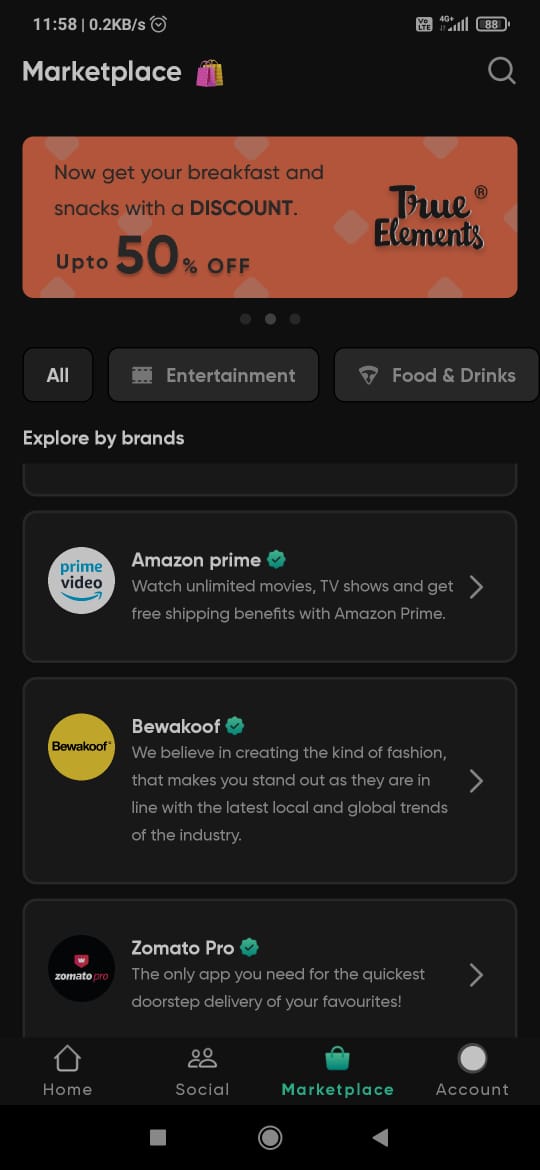 11:58 | 0.2KB/s
Vo LTE 4G+ 88
Marketplace
Now get your breakfast and
snacks with a DISCOUNT.
Upto 50% OFF
True ®
Elements
All Entertainment Food & Drinks
Explore by brands
prime
video
Amazon prime
Watch unlimited movies, TV shows and get
free shipping benefits with Amazon Prime.
Bewakoof®
Bewakoof
We believe in creating the kind of fashion,
that makes you stand out as they are in
line with the latest local and global trends
of the industry.
zomato pro
Zomato Pro
The only app you need for the quickest
doorstep delivery of your favourites!
Home Social Marketplace Account